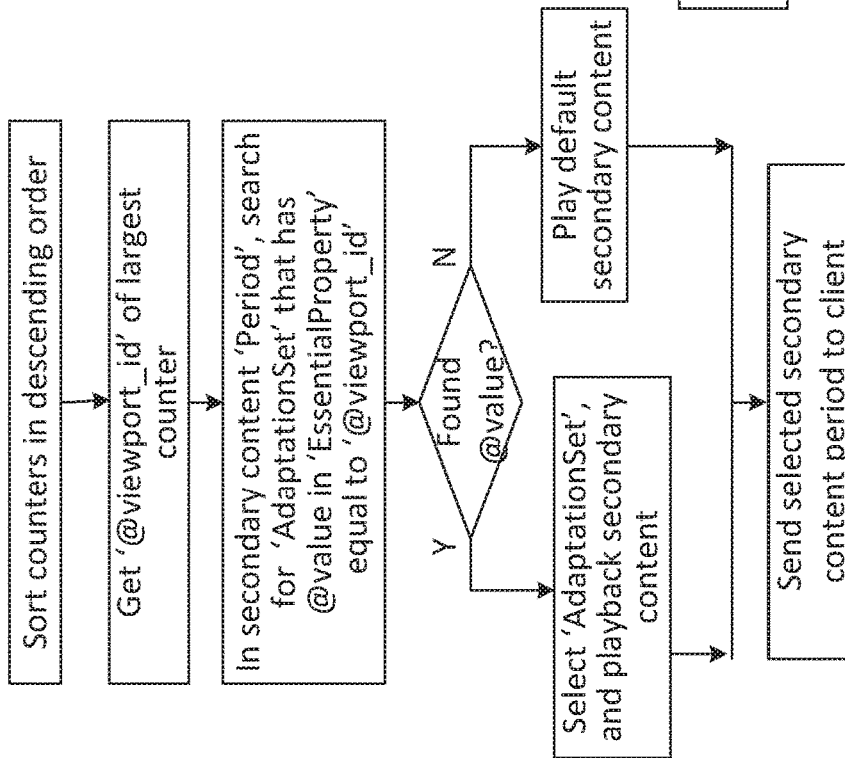 Sort counters in descending order
Get '@viewport_id' of largest
counter
In secondary content 'Period', search
for 'AdaptationSet' that has
@value in 'EssentialProperty'
equal to '@viewport_id'
Found
@value?
Y
N
Select 'AdaptationSet',
and playback secondary
content
Play default
secondary content
Send selected secondary
content period to client